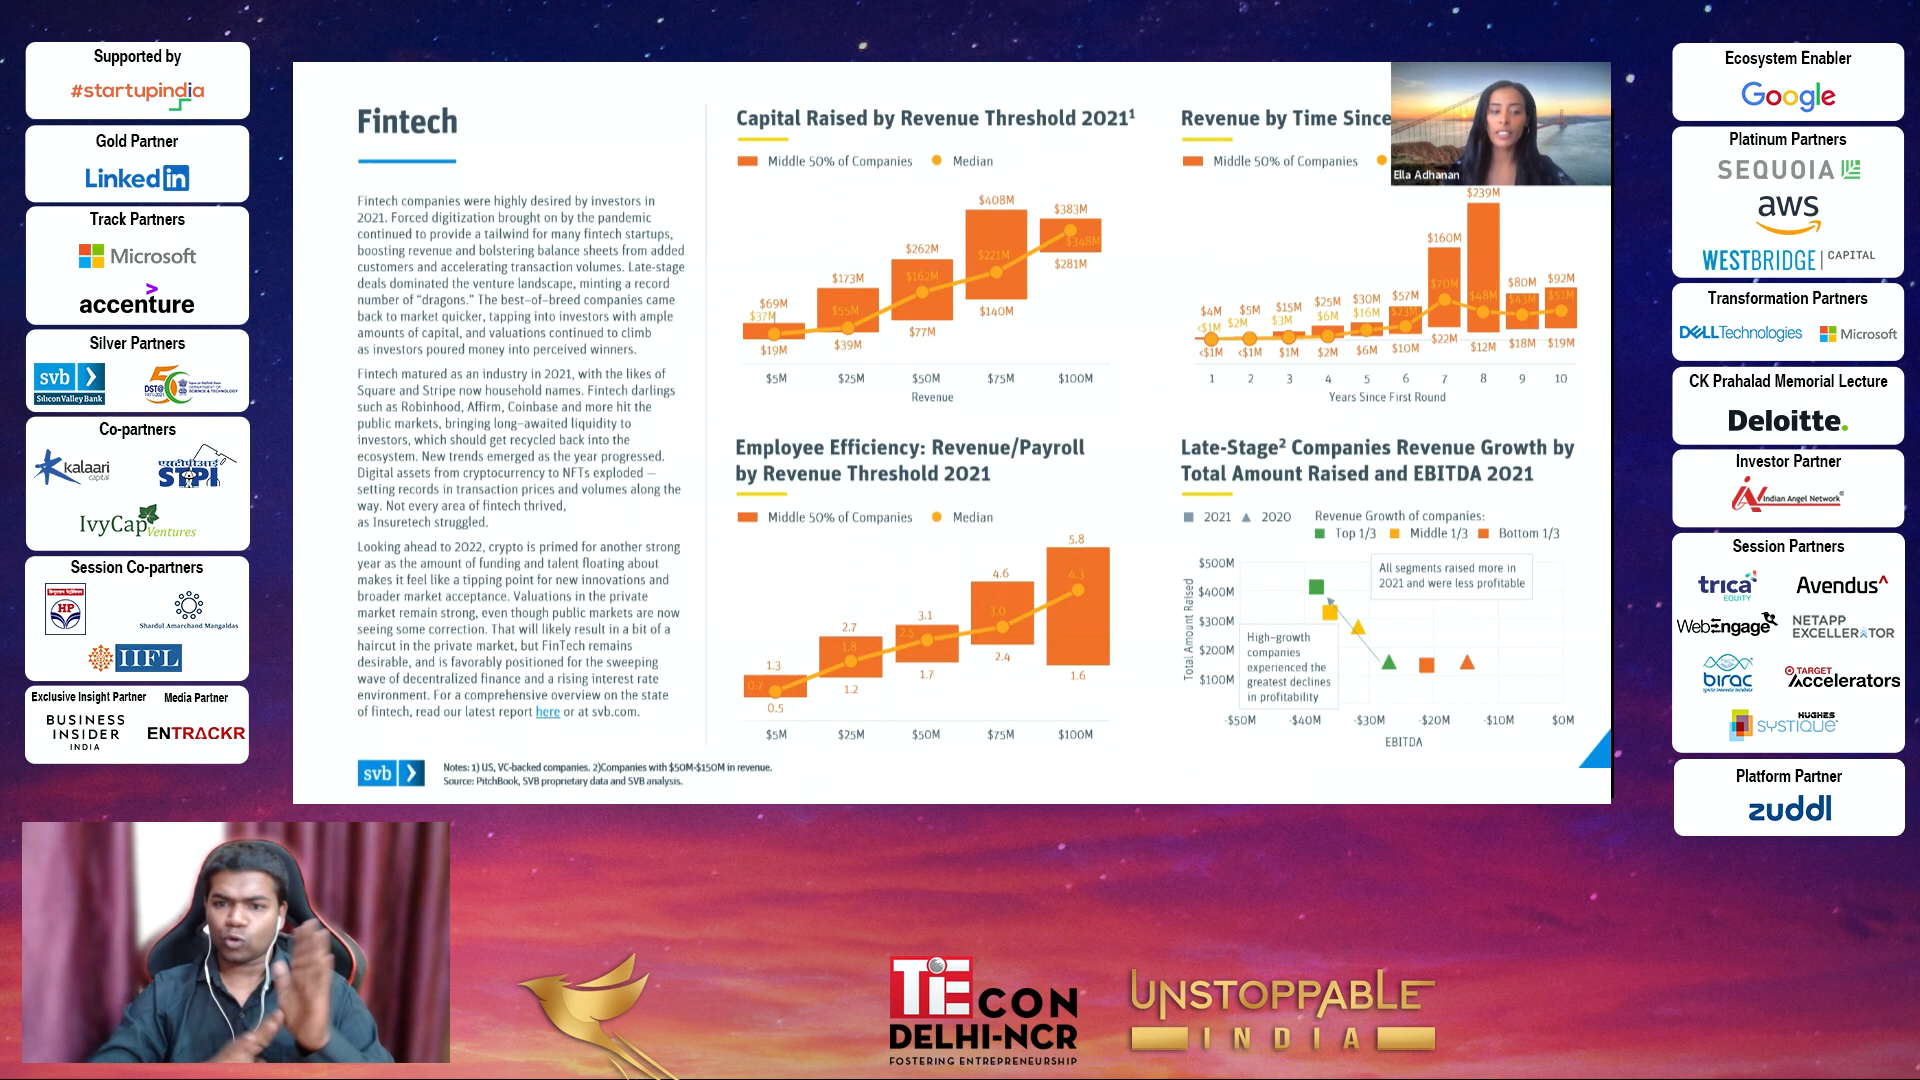 Supported by
#startupindia
Gold Partner
Linkedin
Track Partners
Microsoft
accenture
Silver Partners
svb
Silicon Valley Bank
Co-partners
kalaari
capital
STPI
IvyCap
Ventures
Session Co-partners
HP
Shardul Amarchand Mangaldas
IIFL
Exclusive Insight Partner
Media Partner
BUSINESS
INSIDER
INDIA
ENTRACKR
Fintech
Fintech companies were highly desired by investors in
2021. Forced digitization brought on by the pandemic
continued to provide a tailwind for many fintech startups,
boosting revenue and bolstering balance sheets from added
customers and accelerating transaction volumes. Late-stage
deals dominated the venture landscape, minting a record
number of “dragons.” The best-of-breed companies came
back to market quicker, tapping into investors with ample
amounts of capital, and valuations continued to climb
as investors poured money into perceived winners.
Fintech matured as an industry in 2021, with the likes of
Square and Stripe now household names. Fintech darlings
such as Robinhood, Affirm, Coinbase and more hit the
public markets, bringing long-awaited liquidity to
investors, which should get recycled back into the
ecosystem. New trends emerged as the year progressed.
Digital assets from cryptocurrency to NFTs exploded —
setting records in transaction prices and volumes along the
way. Not every area of fintech thrived,
as Insuretech struggled.
Looking ahead to 2022, crypto is primed for another strong
year as the amount of funding and talent floating about
makes it feel like a tipping point for new innovations and
broader market acceptance. Valuations in the private
market remain strong, even though public markets are now
seeing some correction. That will likely result in a bit of a
haircut in the private market, but FinTech remains
desirable, and is favorably positioned for the sweeping
wave of decentralized finance and a rising interest rate
environment. For a comprehensive overview on the state
of fintech, read our latest report here or at svb.com.
svb
Notes: 1) US, VC-backed companies. 2)Companies with $50M-$150M in revenue.
Source: PitchBook, SVB proprietary data and SVB analysis.
Capital Raised by Revenue Threshold 2021¹
Middle 50% of Companies Median
$408M
$383M
$262M
$348M
$221M
$281M
$173M
$162M
$140M
$69M
$55M
$77M
$37M
$19M
$39M
$5M $25M $50M $75M $100M
Revenue
Revenue by Time Since
Middle 50% of Companies
Ella Adhanan
$239M
$160M
$70M
$57M
$48M
$80M
$43M
$92M
$51M
$4M $5M $15M $25M $30M
<$1M $2M $3M $6M $16M $23M
<$1M <$1M $1M $2M $6M $10M $22M $12M $18M $19M
1 2 3 4 5 6 7 8 9 10
Years Since First Round
Employee Efficiency: Revenue/Payroll
by Revenue Threshold 2021
Middle 50% of Companies Median
5.8
4.6
4.3
3.1
3.0
2.7
2.5
2.4
1.8
1.7
1.6
1.3
1.2
0.7
0.5
$5M $25M $50M $75M $100M
Late-Stage² Companies Revenue Growth by
Total Amount Raised and EBITDA 2021
2021 2020
Revenue Growth of companies:
Top 1/3 Middle 1/3 Bottom 1/3
All segments raised more in
2021 and were less profitable
High-growth
companies
experienced the
greatest declines
in profitability
Total Amount Raised
$500M
$400M
$300M
$200M
$100M
-$50M -$40M -$30M -$20M -$10M $0M
EBITDA
Ecosystem Enabler
Google
Platinum Partners
SEQUOIA
aws
WESTBRIDGE CAPITAL
Transformation Partners
DELLTechnologies
Microsoft
CK Prahalad Memorial Lecture
Deloitte.
Investor Partner
Indian Angel Network
Session Partners
trica
EQUITY
Avendus
WebEngage
NETAPP
EXCELLERATOR
birac
TARGET
Accelerators
HUGHES
SYSTIQUE
Platform Partner
zuddl
TiE CON
DELHI-NCR
FOSTERING ENTREPRENEURSHIP
UNSTOPPABLE
INDIA